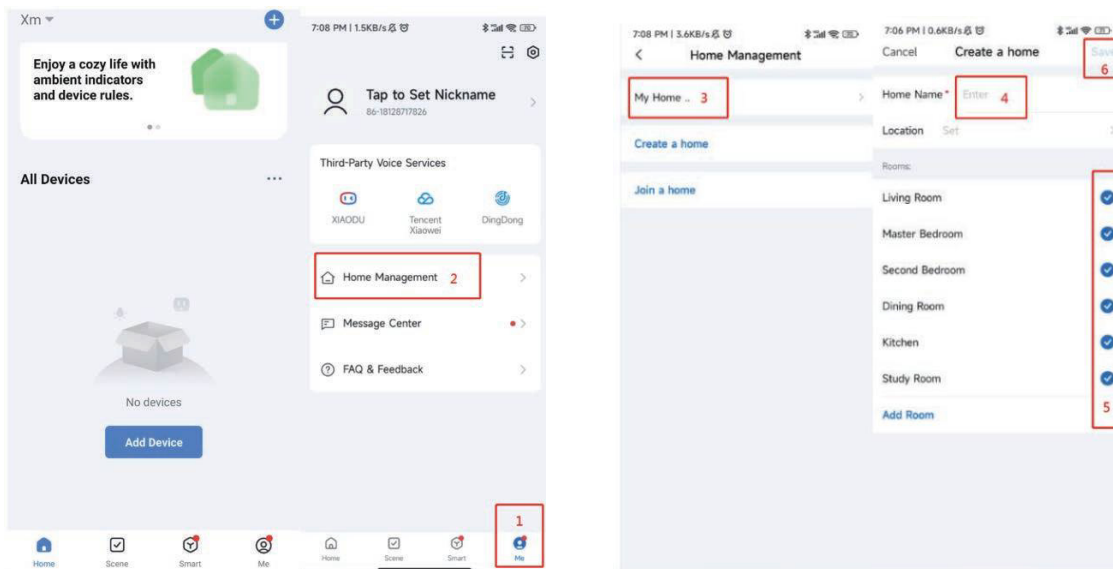 Xm
Enjoy a cozy life with
ambient indicators
and device rules.
All Devices
No devices
Add Device
Home
Scene
Smart
Me
7:08 PM | 1.5KB/s
Tap to Set Nickname
86-18128717826
Third-Party Voice Services
XIAODU
Tencent
Xiaowei
DingDong
Home Management 2
Message Center
FAQ & Feedback
1
Home
Scene
Smart
Me
7:08 PM | 3.6KB/s
Home Management
My Home .. 3
Create a home
Join a home
7:06 PM | 0.6KB/s
Cancel Create a home Save
6
Home Name* Enter 4
Location Set
Rooms:
Living Room
Master Bedroom
Second Bedroom
Dining Room
Kitchen
Study Room
5
Add Room